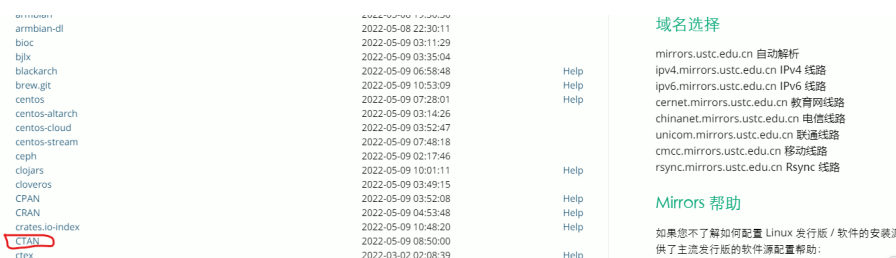 armbian 2022-05-08 19:30:38
armbian-dl 2022-05-08 22:30:11
bioc 2022-05-09 03:11:29
bjlx 2022-05-09 03:35:04
blackarch 2022-05-09 06:58:48 Help
brew.git 2022-05-09 10:53:09 Help
centos 2022-05-09 07:28:01 Help
centos-altarch 2022-05-09 03:14:26
centos-cloud 2022-05-09 03:52:47
centos-stream 2022-05-09 07:48:18
ceph 2022-05-09 02:17:46
clojars 2022-05-09 10:01:11 Help
cloveros 2022-05-09 03:49:15
CPAN 2022-05-09 03:52:08 Help
CRAN 2022-05-09 04:53:48 Help
crates.io-index 2022-05-09 10:48:20 Help
CTAN 2022-05-09 08:50:00
ctex 2022-03-02 02:08:39 Help
域名选择
mirrors.ustc.edu.cn 自动解析
ipv4.mirrors.ustc.edu.cn IPv4 线路
ipv6.mirrors.ustc.edu.cn IPv6 线路
cernet.mirrors.ustc.edu.cn 教育网线路
chinanet.mirrors.ustc.edu.cn 电信线路
unicom.mirrors.ustc.edu.cn 联通线路
cmcc.mirrors.ustc.edu.cn 移动线路
rsync.mirrors.ustc.edu.cn Rsync 线路
Mirrors 帮助
如果您不了解如何配置 Linux 发行版 / 软件的安装
供了主流发行版的软件源配置帮助: